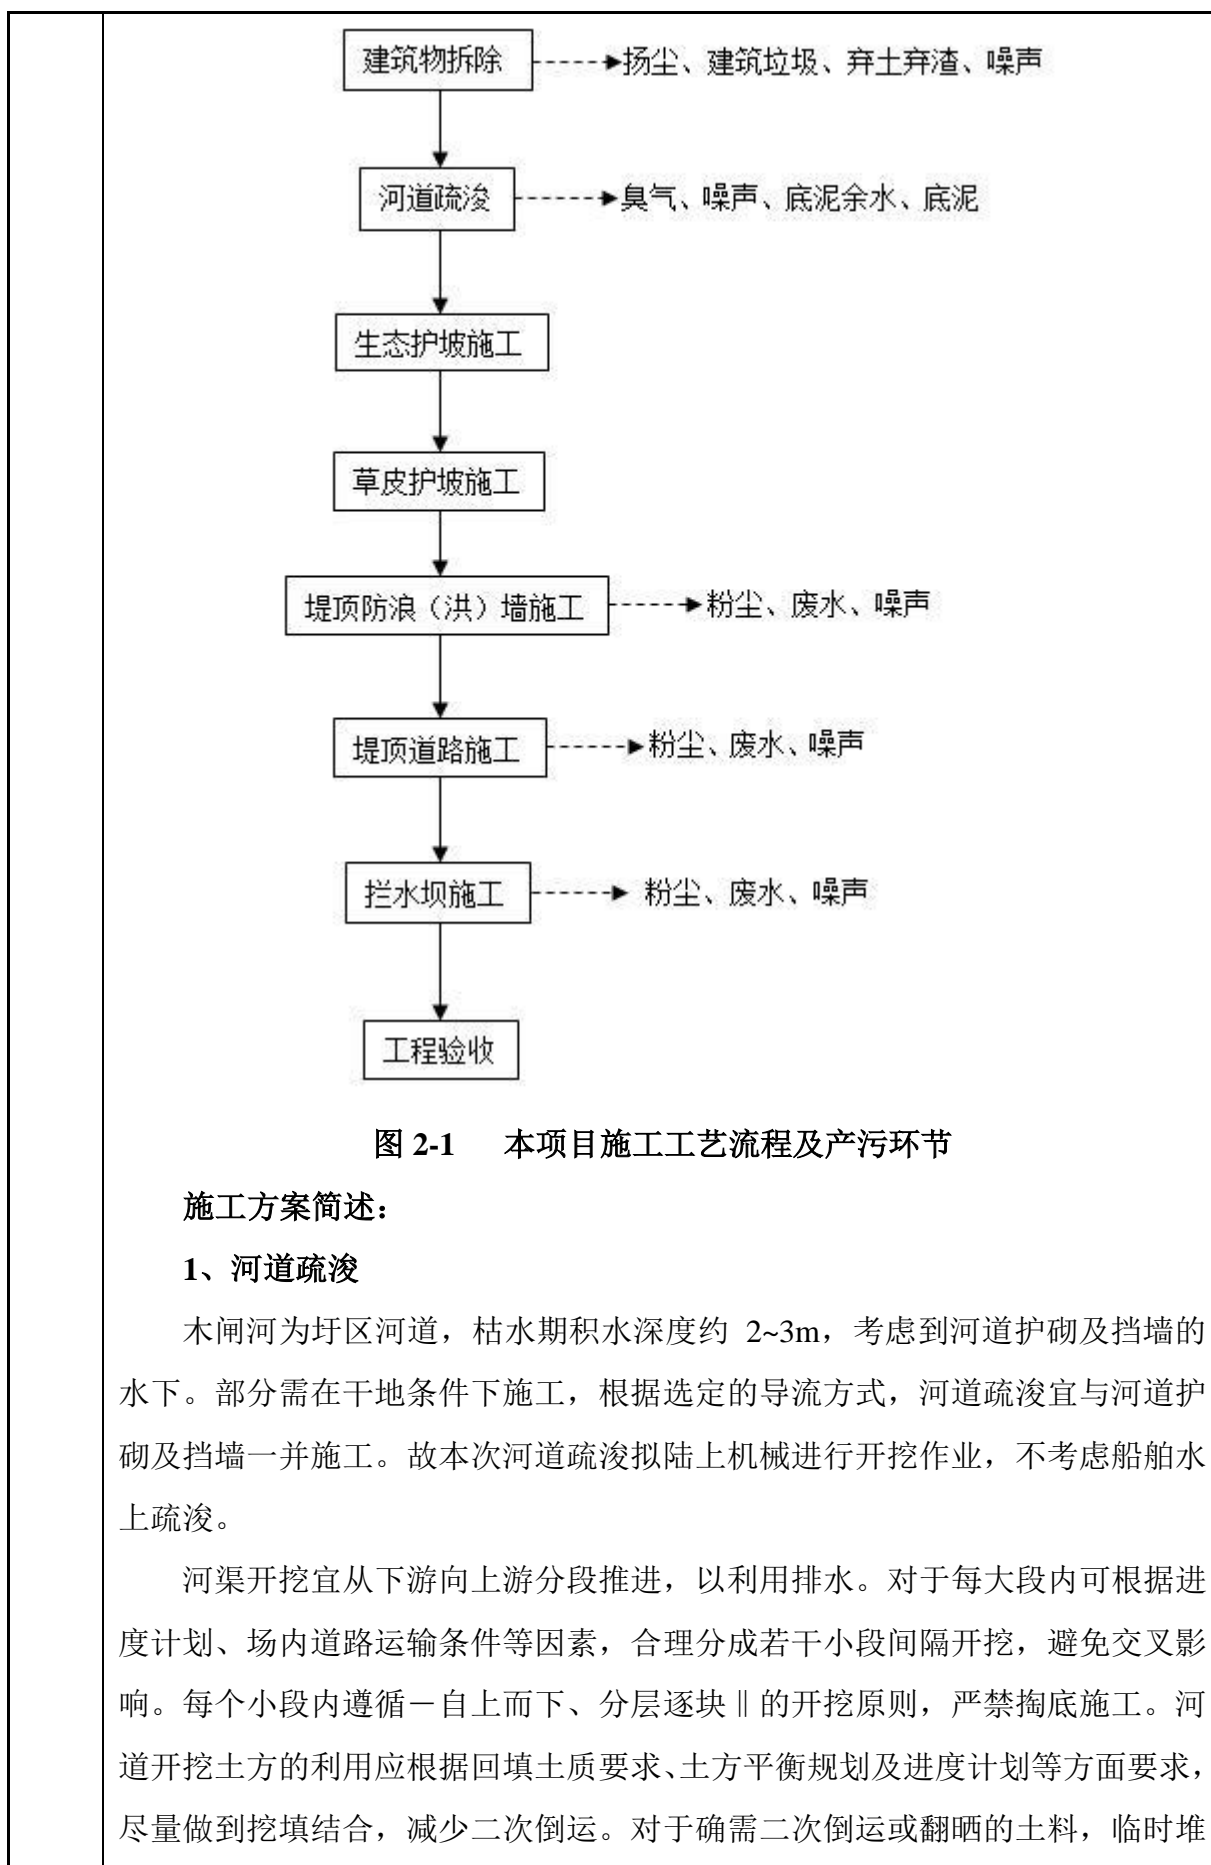 建筑物拆除 扬尘、建筑垃圾、弃土弃渣、噪声
河道疏浚 臭气、噪声、底泥余水、底泥
生态护坡施工
草皮护坡施工
堤顶防浪（洪）墙施工 粉尘、废水、噪声
堤顶道路施工 粉尘、废水、噪声
拦水坝施工 粉尘、废水、噪声
工程验收
图 2-1 本项目施工工艺流程及产污环节
施工方案简述：
1、河道疏浚
木闸河为圩区河道，枯水期积水深度约 2~3m，考虑到河道护砌及挡墙的
水下。部分需在干地条件下施工，根据选定的导流方式，河道疏浚宜与河道护
砌及挡墙一并施工。故本次河道疏浚拟陆上机械进行开挖作业，不考虑船舶水
上疏浚。
河渠开挖宜从下游向上游分段推进，以利用排水。对于每大段内可根据进
度计划、场内道路运输条件等因素，合理分成若干小段间隔开挖，避免交叉影
响。每个小段内遵循－自上而下、分层逐块‖的开挖原则，严禁掏底施工。河
道开挖土方的利用应根据回填土质要求、土方平衡规划及进度计划等方面要求，
尽量做到挖填结合，减少二次倒运。对于确需二次倒运或翻晒的土料，临时堆